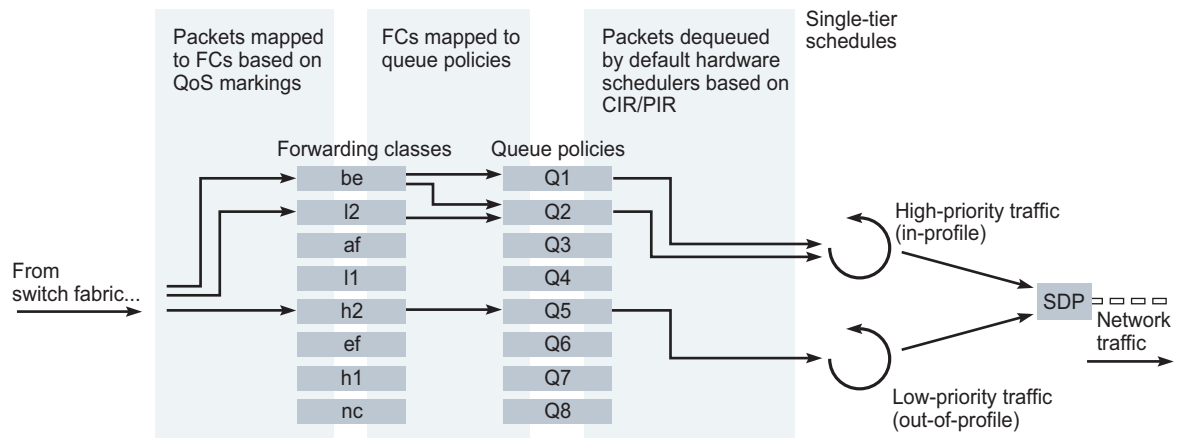 Packets mapped
to FCs based on
QoS markings
FCs mapped to
queue policies
Packets dequeued
by default hardware
schedulers based on
CIR/PIR
Single-tier
schedules
Forwarding classes
Queue policies
be
l2
af
l1
h2
ef
h1
nc
Q1
Q2
Q3
Q4
Q5
Q6
Q7
Q8
From
switch fabric...
High-priority traffic
(in-profile)
Low-priority traffic
(out-of-profile)
SDP
Network
traffic